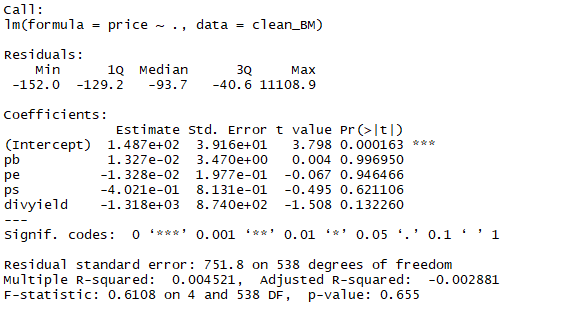 Call:
lm(formula = price ~ ., data = clean_BM)
Residuals:
Min 1Q Median 3Q Max
-152.0 -129.2 -93.7 -40.6 11108.9
Coefficients:
Estimate Std. Error t value Pr(>|t|)
(Intercept) 1.487e+02 3.916e+01 3.798 0.000163 ***
pb 1.327e-02 3.470e+00 0.004 0.996950
pe -1.328e-02 1.977e-01 -0.067 0.946466
ps -4.021e-01 8.131e-01 -0.495 0.621106
divyield -1.318e+03 8.740e+02 -1.508 0.132260
---
Signif. codes: 0 ‘***’ 0.001 ‘**’ 0.01 ‘*’ 0.05 ‘.’ 0.1 ‘ ’ 1
Residual standard error: 751.8 on 538 degrees of freedom
Multiple R-squared: 0.004521, Adjusted R-squared: -0.002881
F-statistic: 0.6108 on 4 and 538 DF, p-value: 0.655